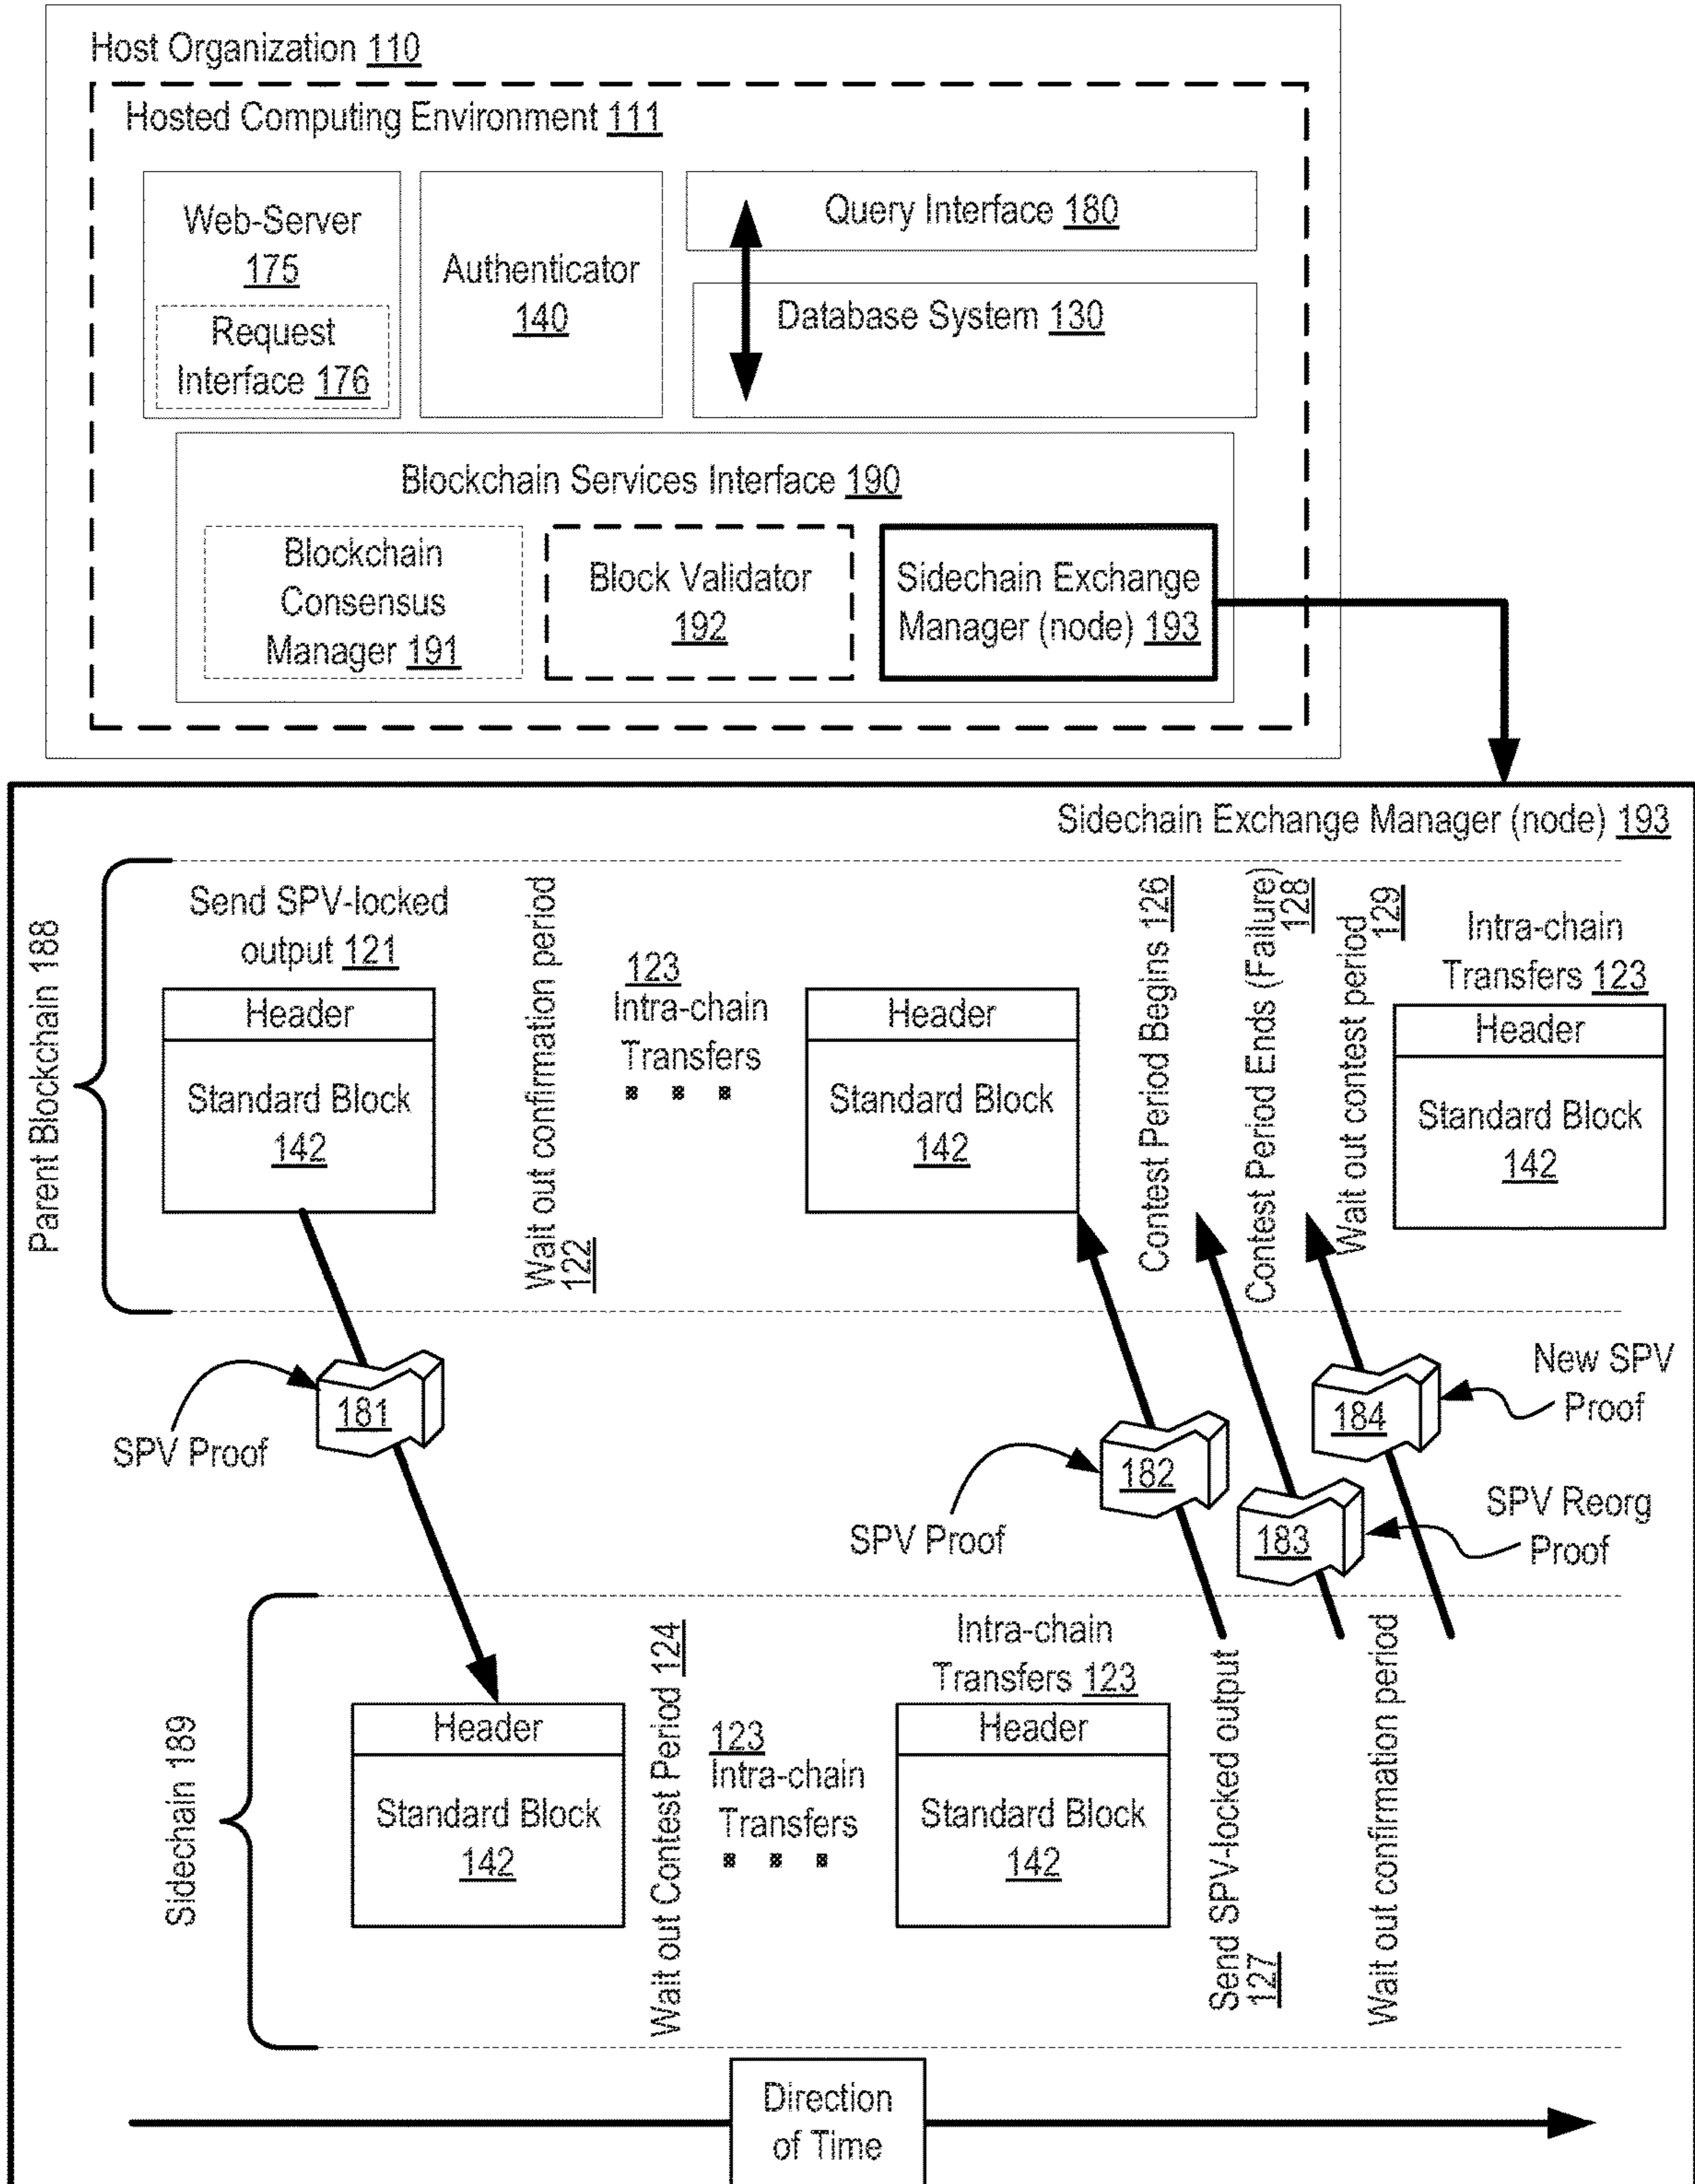 Host Organization 110
Hosted Computing Environment 111
Web-Server
175
Request
Interface 176
Authenticator
140
Query Interface 180
Database System 130
Blockchain Services Interface 190
Blockchain
Consensus
Manager 191
Block Validator
192
Sidechain Exchange
Manager (node) 193
Sidechain Exchange Manager (node) 193
Parent Blockchain 188
Send SPV-locked
output 121
Header
Standard Block
142
Wait out confirmation period
122
123
Intra-chain
Transfers
Header
Standard Block
142
Contest Period Begins 126
Contest Period Ends (Failure)
128
Wait out contest period
129
Intra-chain
Transfers 123
Header
Standard Block
142
SPV Proof
181
SPV Proof
182
183
SPV Reorg
Proof
184
New SPV
Proof
Sidechain 189
Header
Standard Block
142
Wait out Contest Period 124
123
Intra-chain
Transfers
Intra-chain
Transfers 123
Header
Standard Block
142
Send SPV-locked output
127
Wait out confirmation period
Direction
of Time